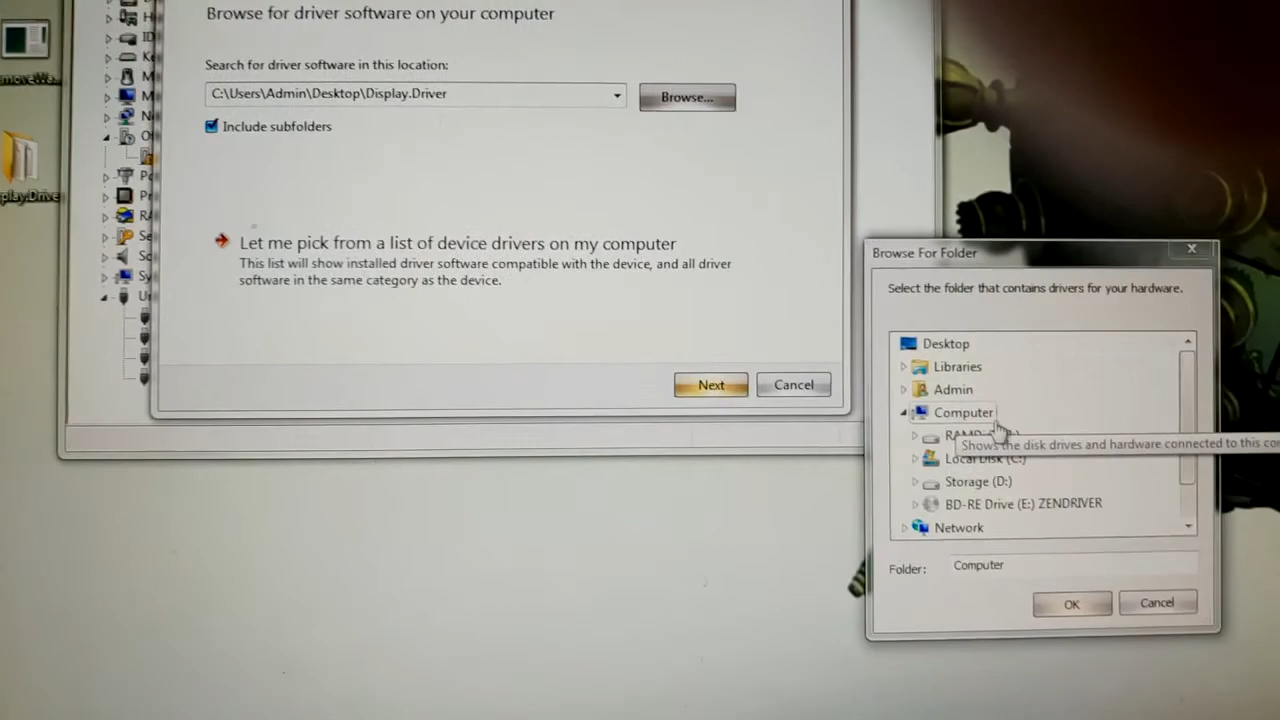 Browse for driver software on your computer
Search for driver software in this location:
C:\Users\Admin\Desktop\Display.Driver
Browse...
Include subfolders
Let me pick from a list of device drivers on my computer
This list will show installed driver software compatible with the device, and all driver
software in the same category as the device.
Next
Cancel
Browse For Folder
Select the folder that contains drivers for your hardware.
Desktop
Libraries
Admin
Computer
Shows the disk drives and hardware connected to this co
Local Disk (C:)
Storage (D:)
BD-RE Drive (E:) ZENDRIVER
Network
Folder:
Computer
OK
Cancel